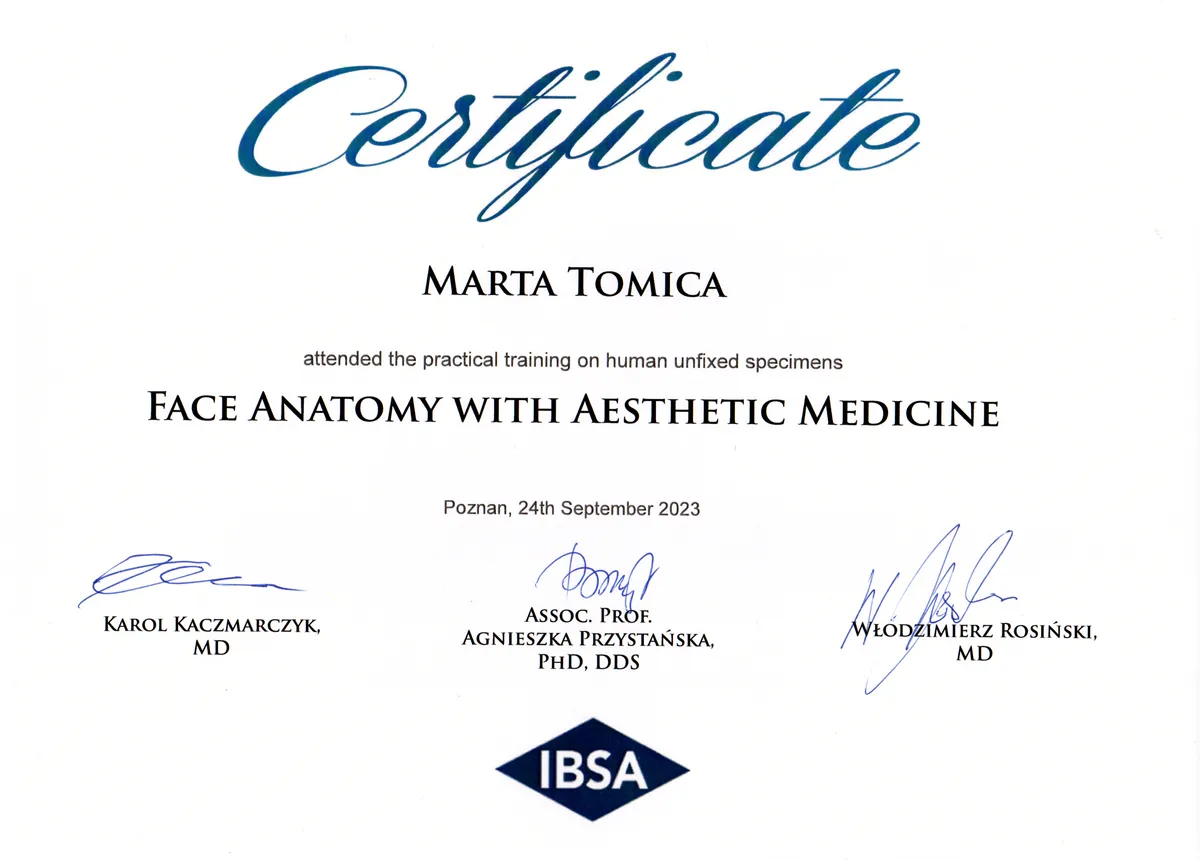 Certificate
Marta Tomica
attended the practical training on human unfixed specimens
Face Anatomy with Aesthetic Medicine
Poznan, 24th September 2023
Karol Kaczmarczyk,
MD
Assoc. Prof.
Agnieszka Przystańska,
PhD, DDS
Włodzimierz Rosiński,
MD
IBSA